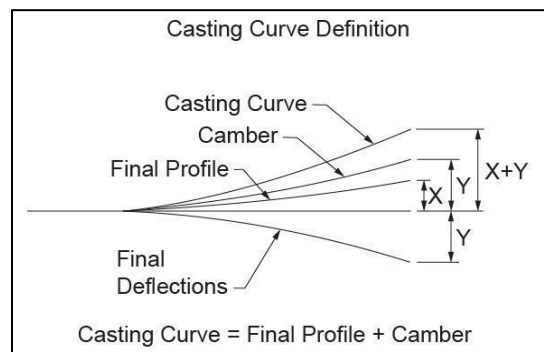 Casting Curve Definition
Casting Curve
Camber
Final Profile
X
Y
X+Y
Y
Final
Deflections
Casting Curve = Final Profile + Camber